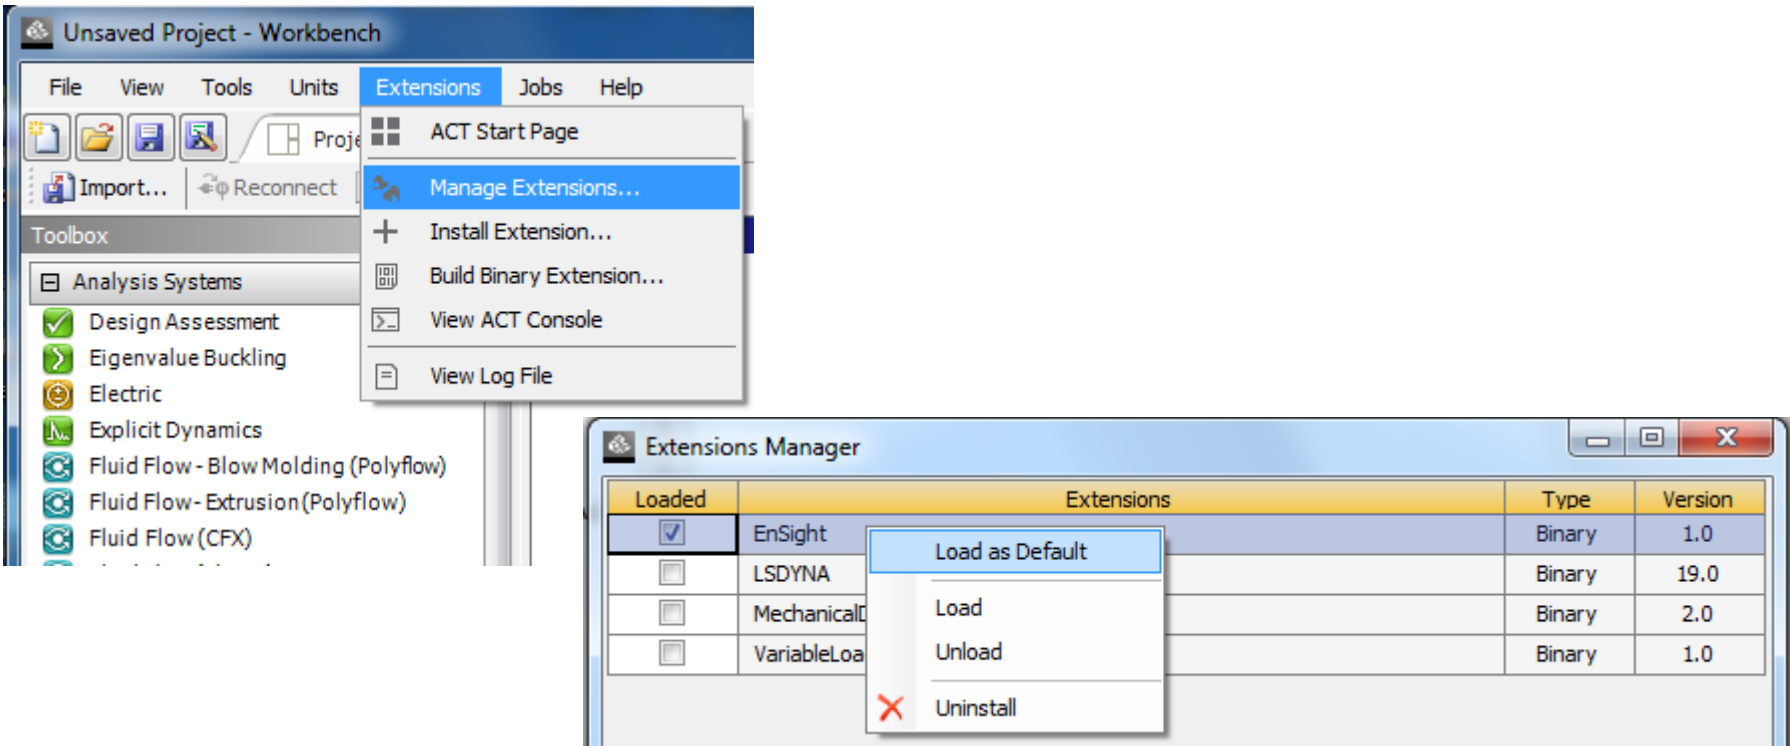 Unsaved Project - Workbench
File View Tools Units Extensions Jobs Help
ACT Start Page
Import... Reconnect
Manage Extensions...
Toolbox
Install Extension...
Analysis Systems
Build Binary Extension...
Design Assessment
View ACT Console
Eigenvalue Buckling
View Log File
Electric
Explicit Dynamics
Fluid Flow - Blow Molding (Polyflow)
Fluid Flow - Extrusion (Polyflow)
Fluid Flow (CFX)
Extensions Manager
Loaded Extensions Type Version
EnSight Binary 1.0
Load as Default
LSDYNA Binary 19.0
Load
Binary 2.0
Unload
Binary 1.0
Uninstall